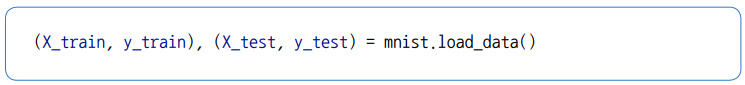 (X_train, y_train), (X_test, y_test) = mnist.load_data()